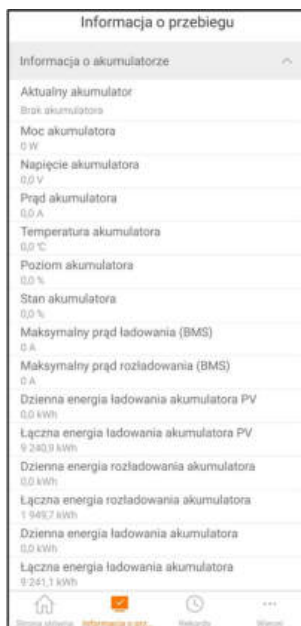 Informacja o przebiegu
Informacja o akumulatorze
Aktualny akumulator
Brak akumulatora
Moc akumulatora
0 W
Napięcie akumulatora
0,0 V
Prąd akumulatora
0,0 A
Temperatura akumulatora
0,0 ℃
Poziom akumulatora
0,0 %
Stan akumulatora
0,0 %
Maksymalny prąd ładowania (BMS)
0 A
Maksymalny prąd rozładowania (BMS)
0 A
Dzienna energia ładowania akumulatora PV
0,0 kWh
Łączna energia ładowania akumulatora PV
9 240,9 kWh
Dzienna energia rozładowania akumulatora
0,0 kWh
Łączna energia rozładowania akumulatora
1 949,7 kWh
Dzienna energia ładowania akumulatora
0,0 kWh
Łączna energia ładowania akumulatora
9 241,1 kWh
Strona główna Informacja o prz... Rekordy Więcej